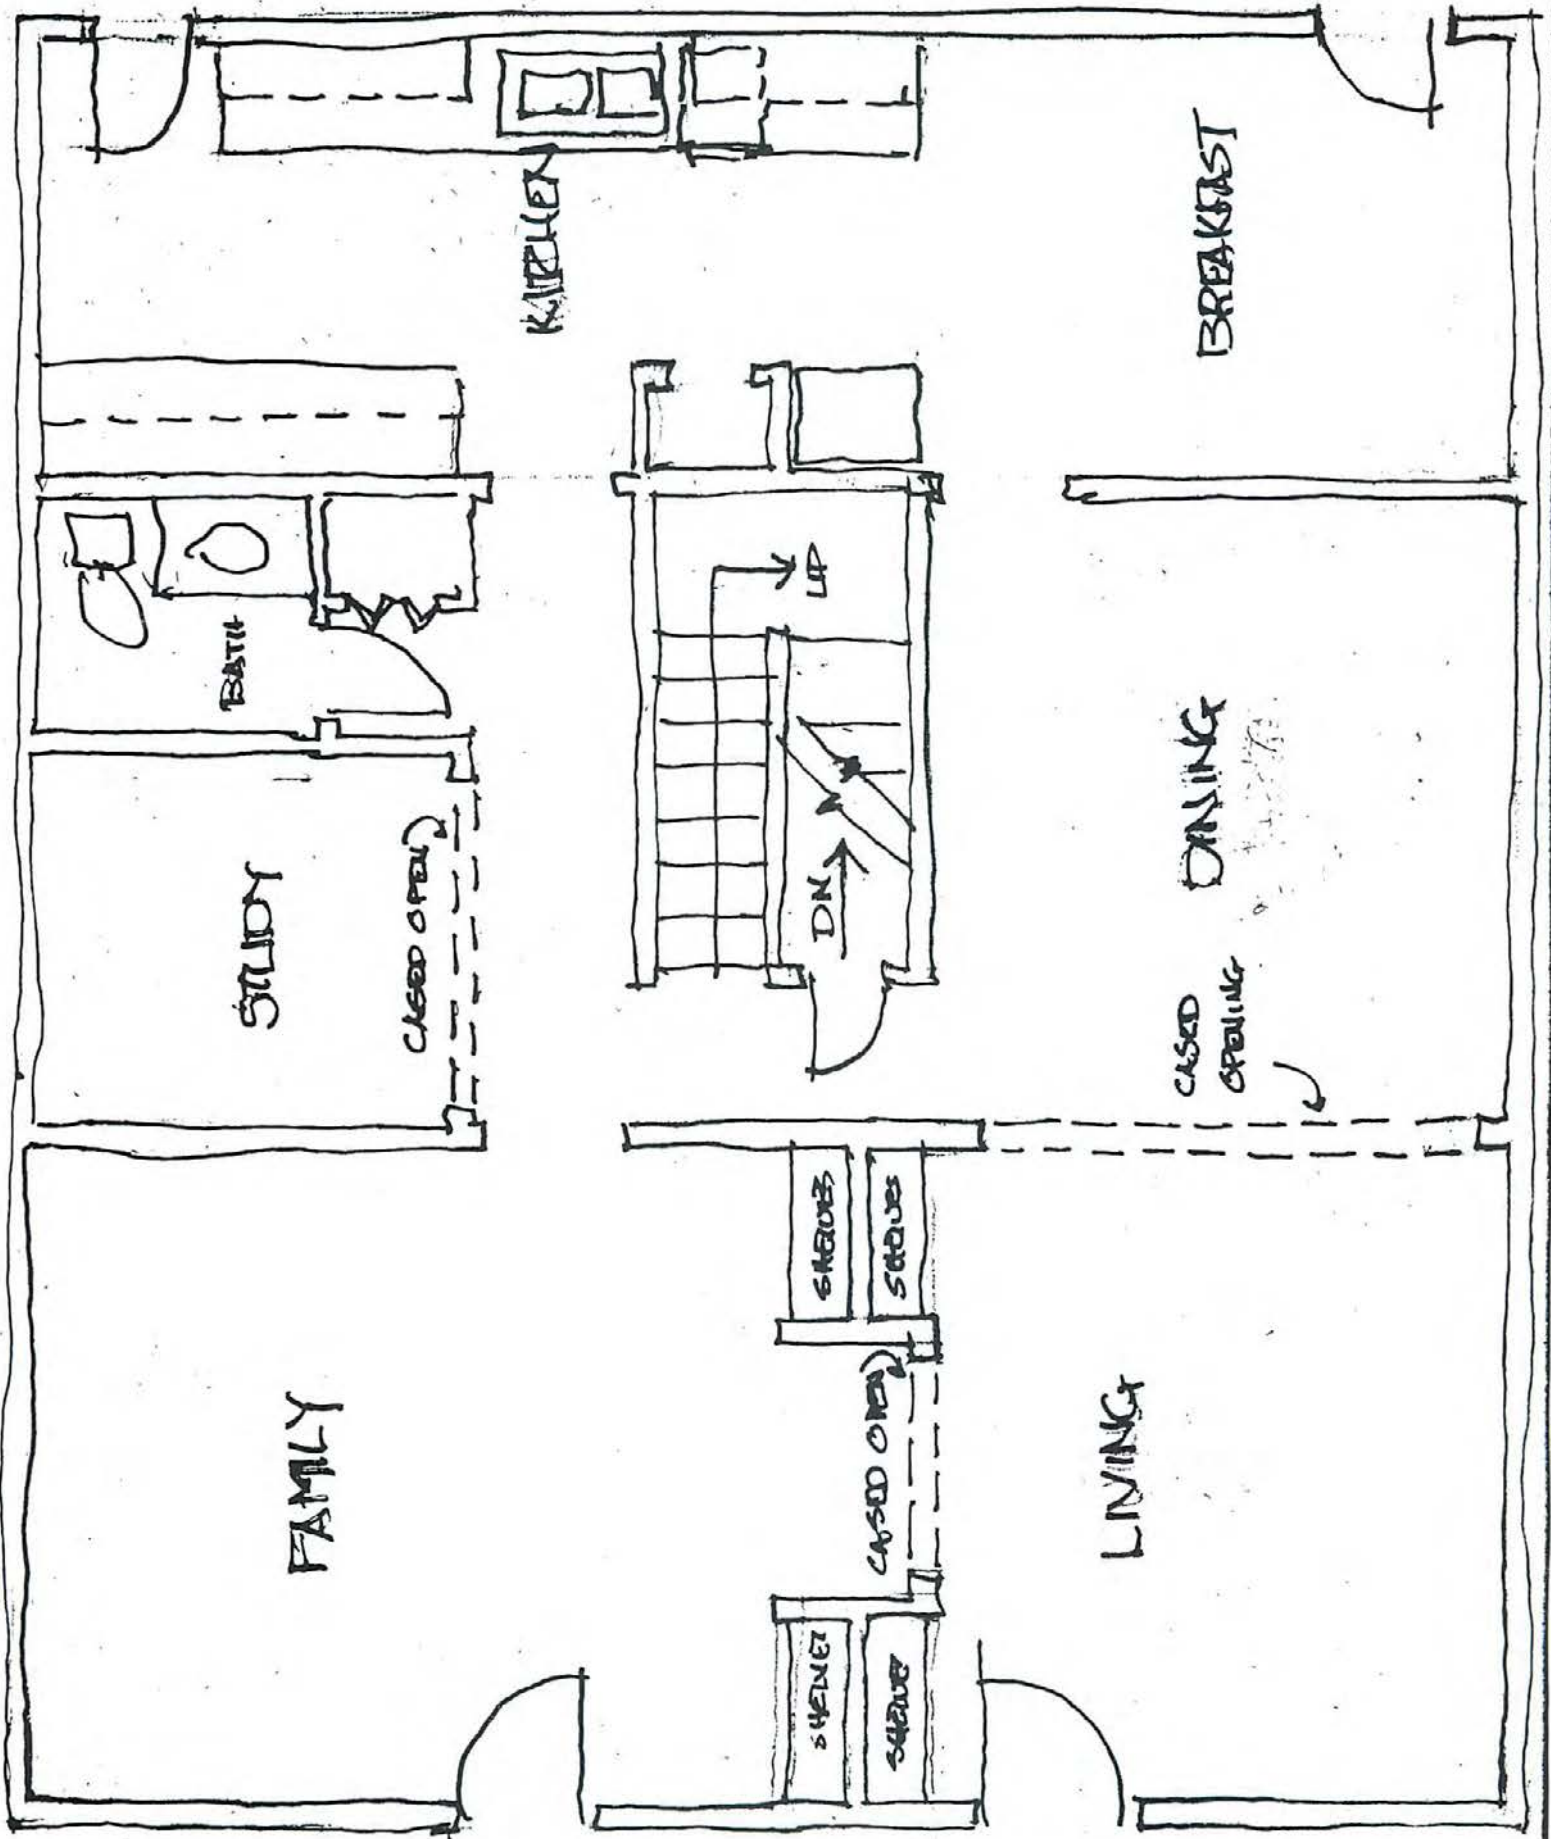 KITCHEN
BREAKFAST
BATH
UP
STUDY
CASED OPEN)
DN
DINING
CASED
OPENING
FAMILY
SHELVES
SHELVES
CASED OPEN)
LIVING
SHELVES
SHELVES